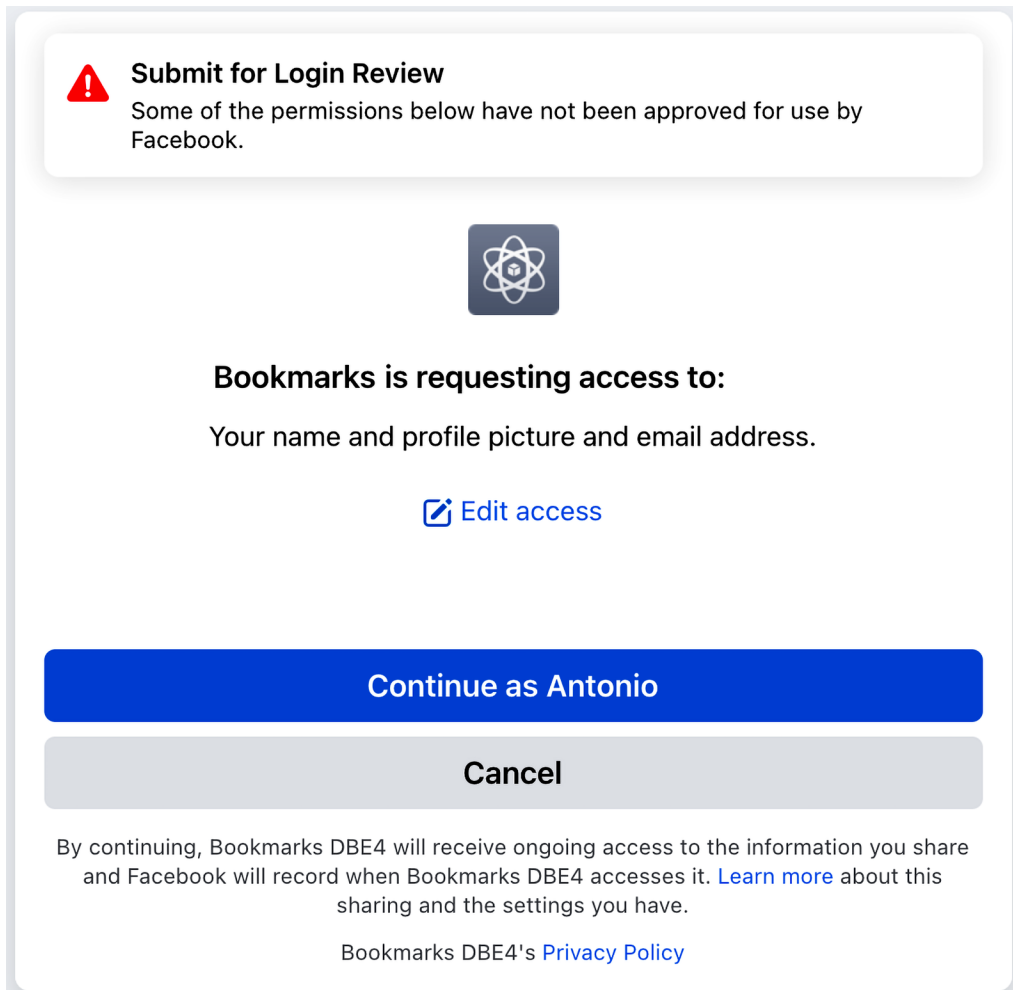 Submit for Login Review
Some of the permissions below have not been approved for use by
Facebook.
Bookmarks is requesting access to:
Your name and profile picture and email address.
Edit access
Continue as Antonio
Cancel
By continuing, Bookmarks DBE4 will receive ongoing access to the information you share
and Facebook will record when Bookmarks DBE4 accesses it. Learn more about this
sharing and the settings you have.
Bookmarks DBE4's Privacy Policy